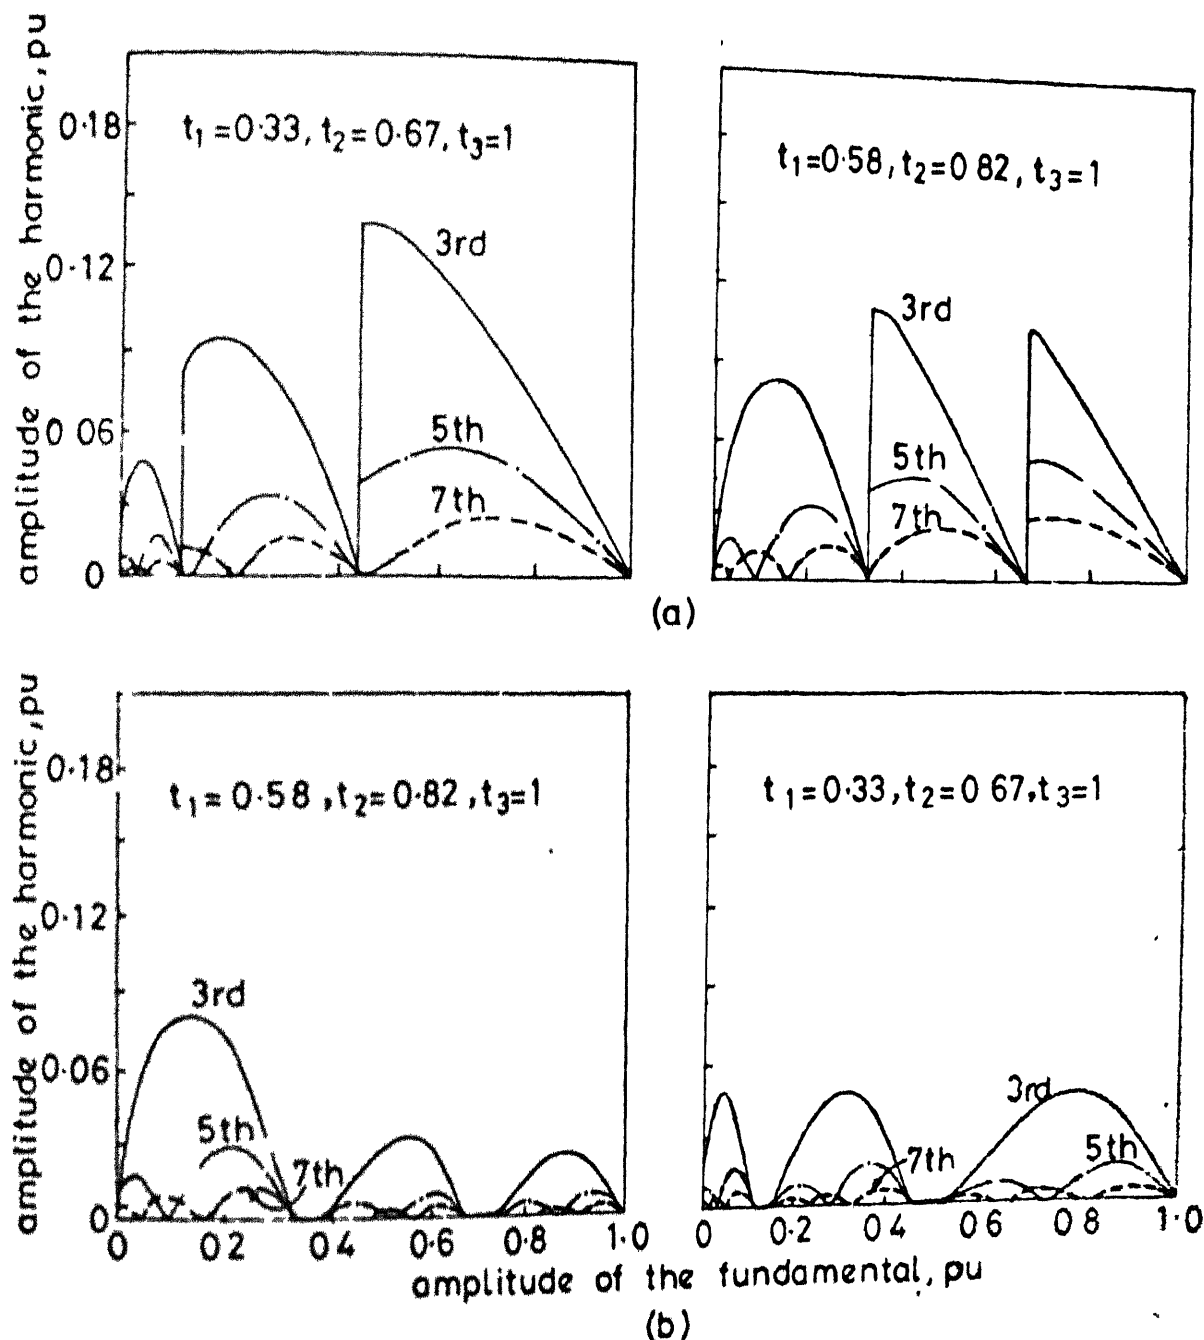 amplitude of the harmonic, pu
0.18
0.12
0 06
0
t1 =0.33, t2 = 0.67, t3=1
3rd
5th
7th
t1=0.58, t2=0 82, t3=1
3rd
5th
7th
(a)
amplitude of the harmonic, pu
0.18
0.12
0.06
0
t1= 0.58 ,t2= 0.82 ,t3=1
3rd
5th
7th
t1=0.33,t2=0 67,t3=1
3rd
7th
5th
0 0 2 0 4 0.6 0.8 1.0
0 0 2 0 4 0 6 0 8 1.0
amplitude of the fundamental, pu
(b)